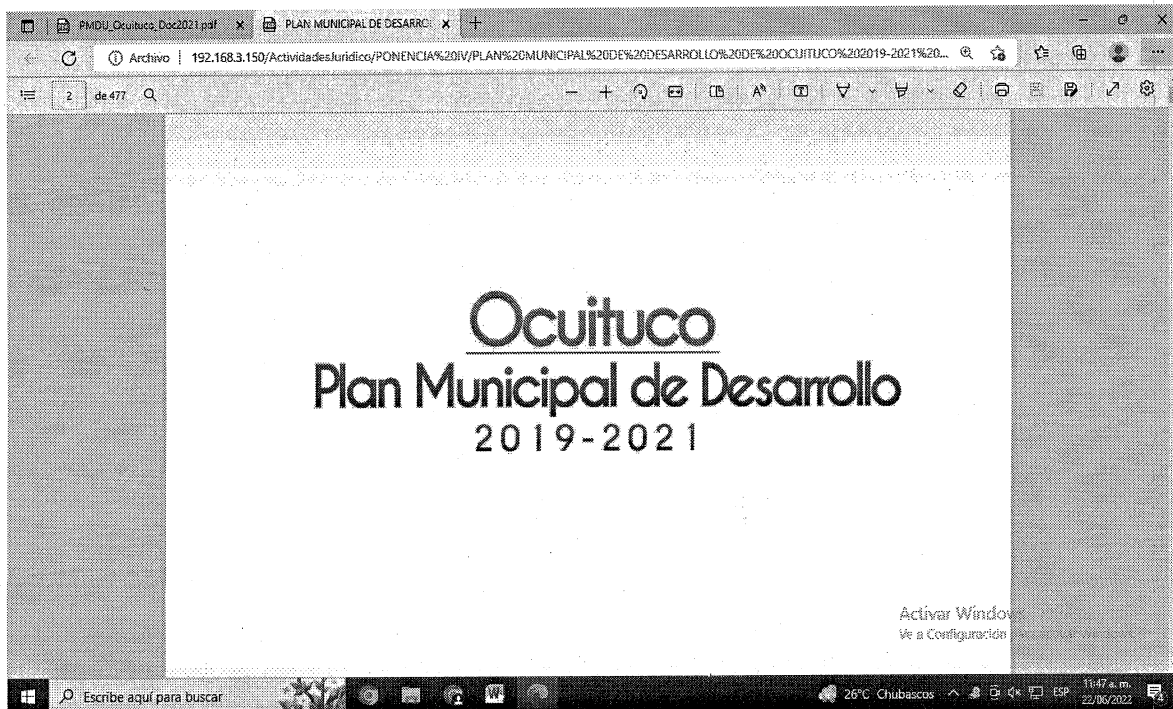 PMDU_Ocuituco_Doc2021.pdf
PLAN MUNICIPAL DE DESARRO
Archivo | 192.168.3.150/ActividadesJuridico/PONENCIA%20IV/PLAN%20MUNICIPAL%20DE%20DESARROLLO%20DE%20OCUITUCO%202019-2021%20...
2 de 477
Ocuituco
Plan Municipal de Desarrollo
2019-2021
Activar Windows
Ve a Configuración
Escribe aquí para buscar
26°C Chubascos
ESP
11:47 a. m.
22/06/2022